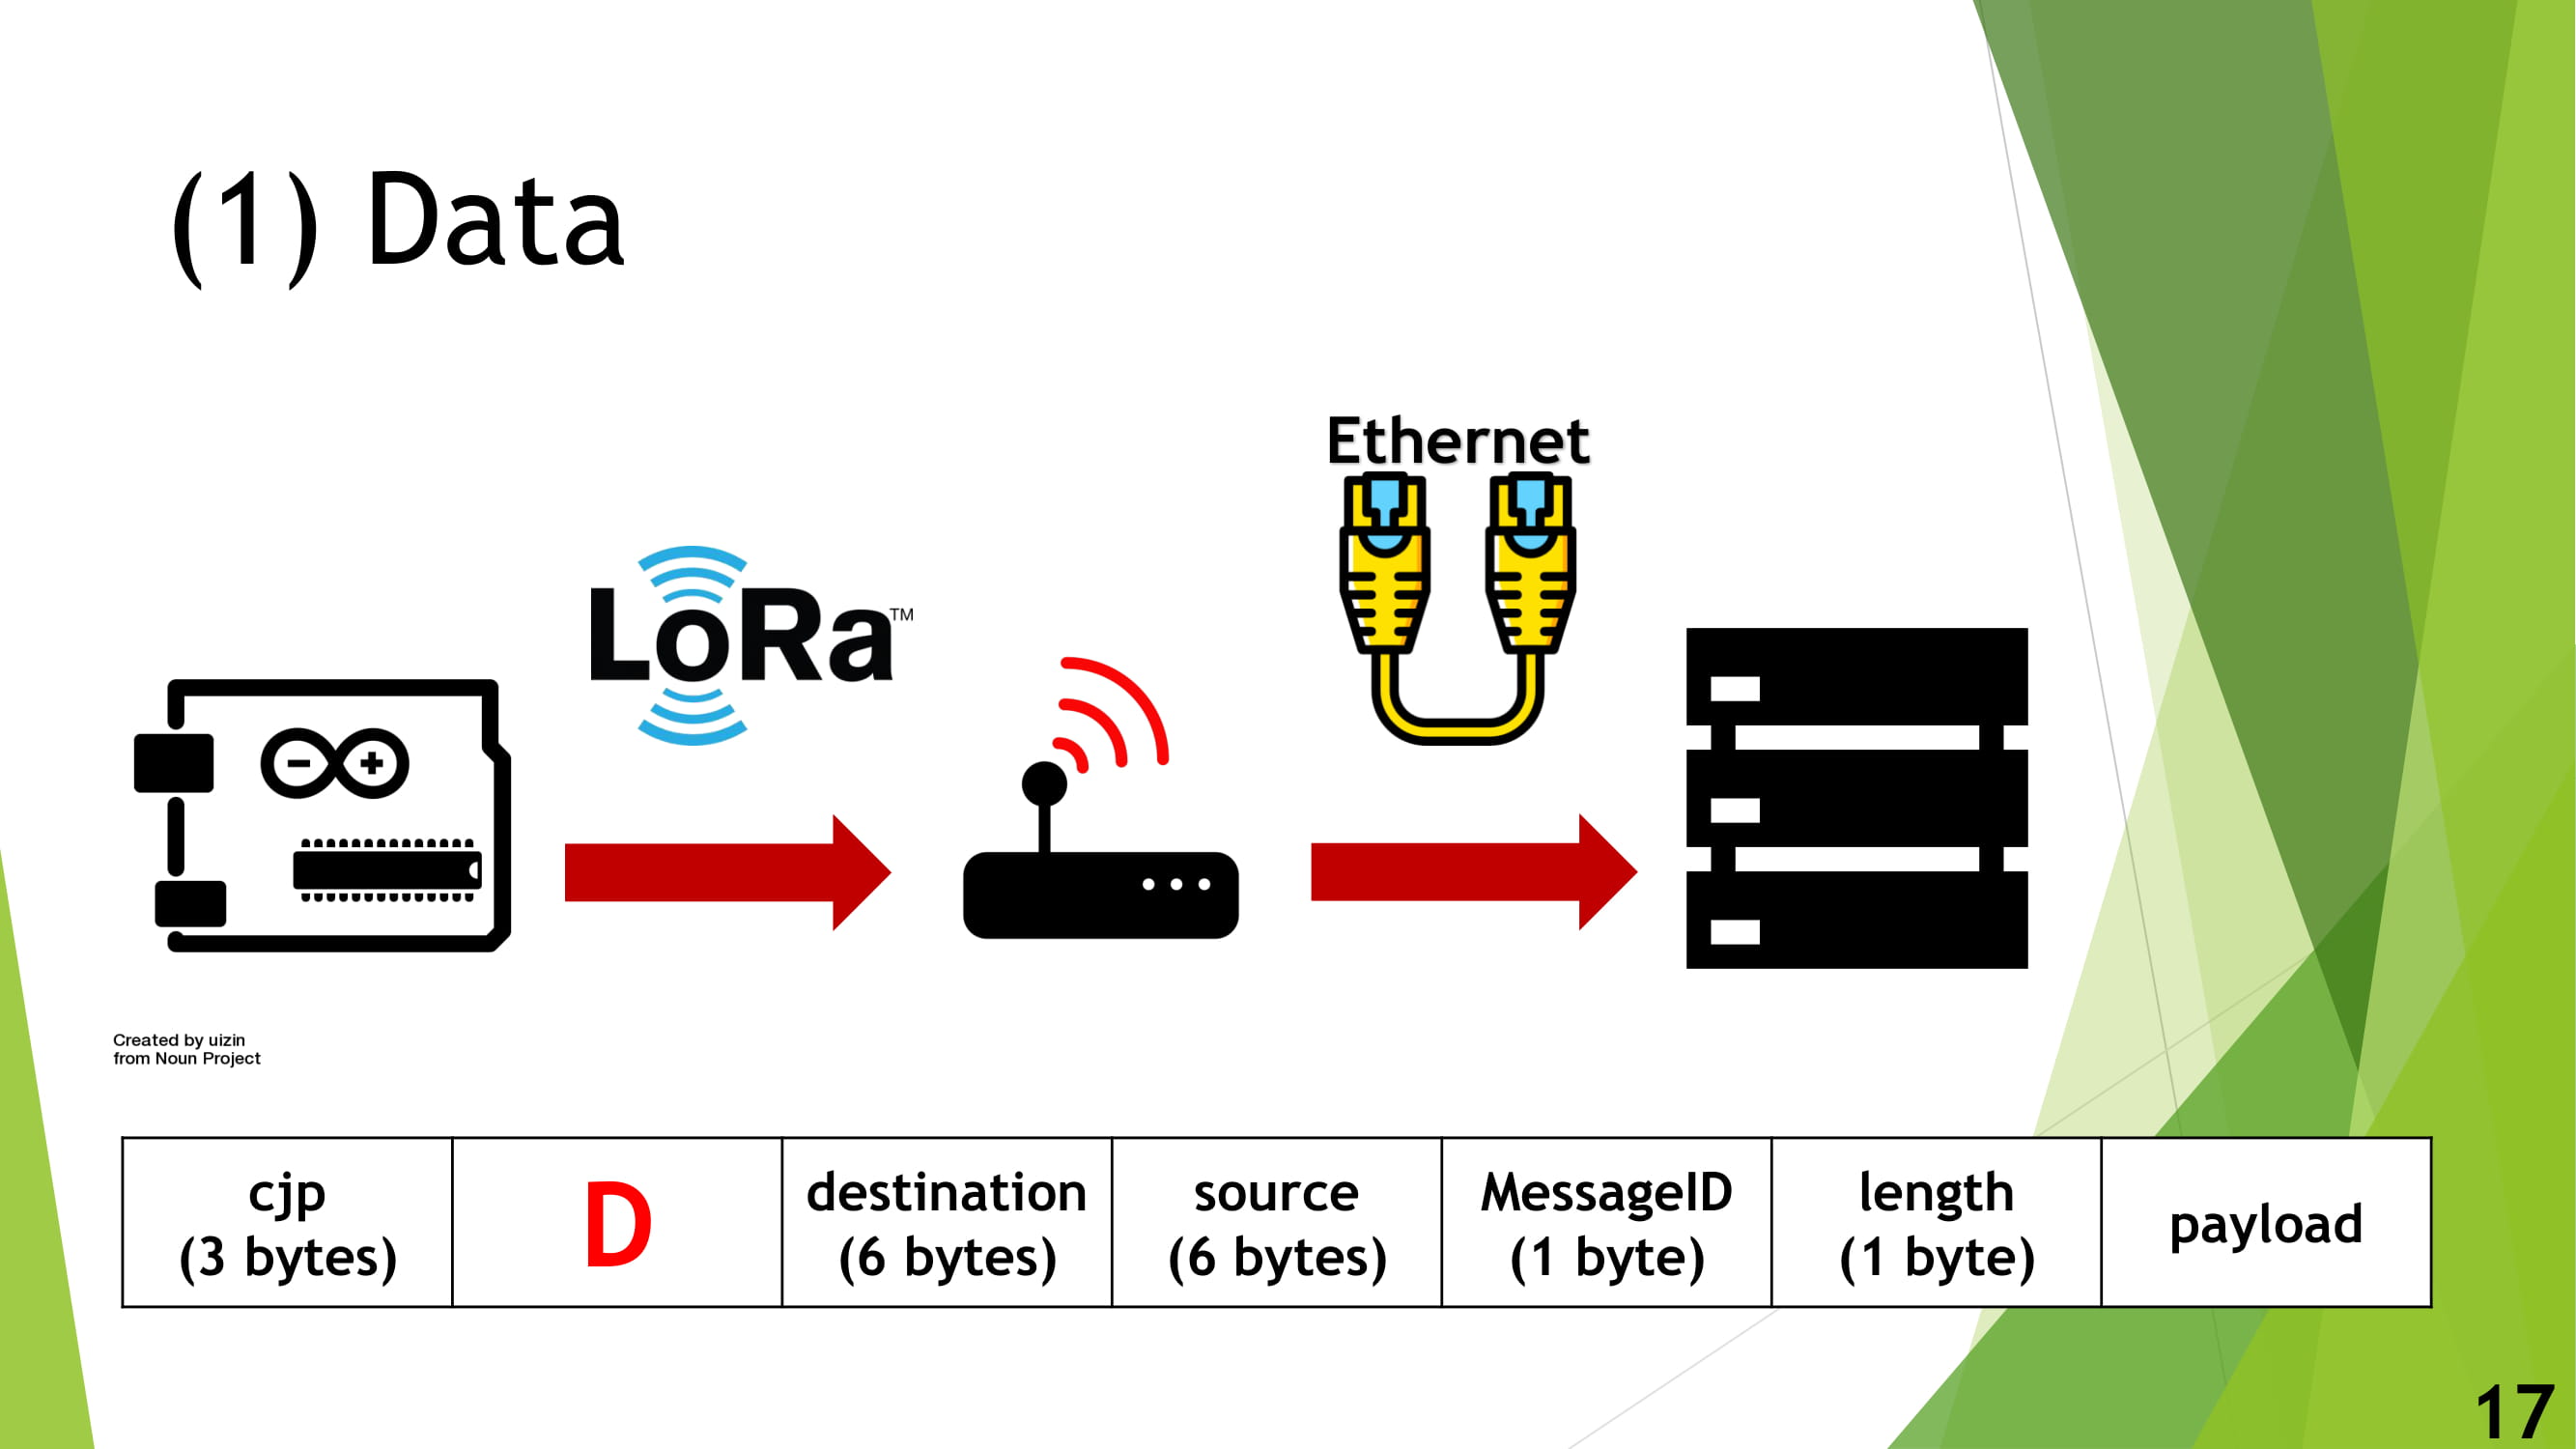 (1) Data
Ethernet
LoRa™
Created by uizin
from Noun Project
cjp
(3 bytes)
D
destination
(6 bytes)
source
(6 bytes)
MessageID
(1 byte)
length
(1 byte)
payload
17